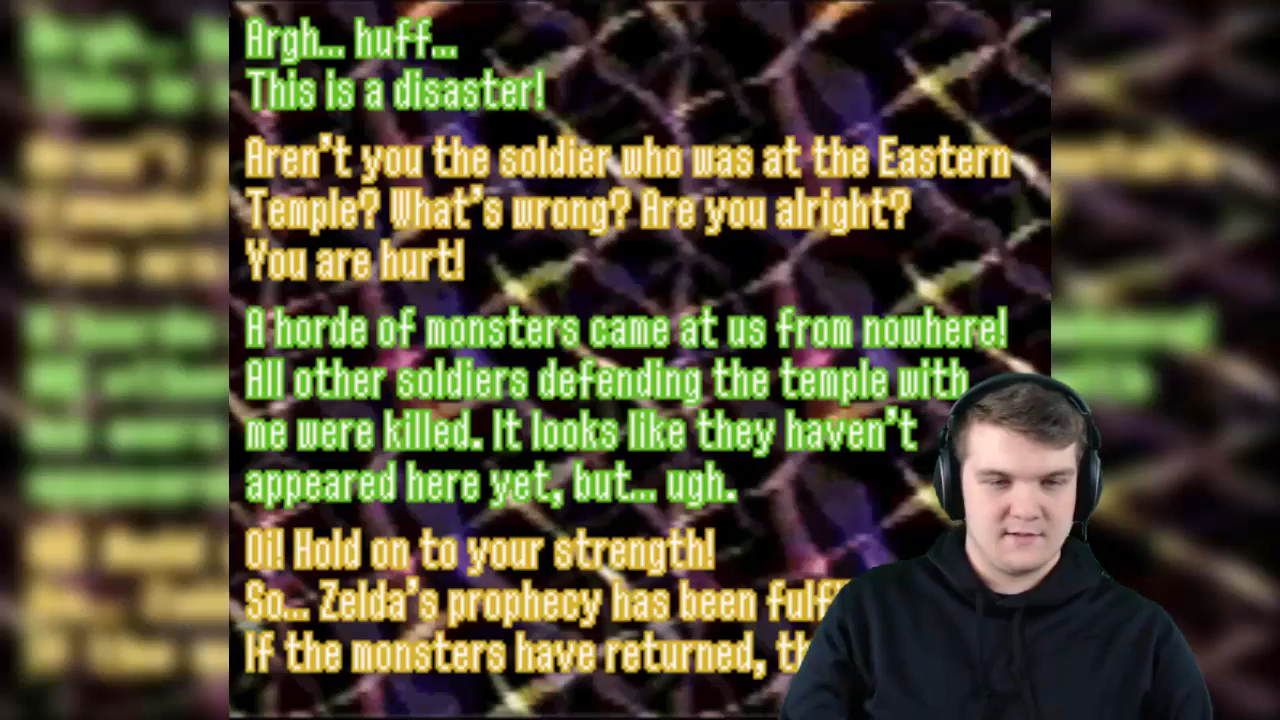 Argh... huff...
This is a disaster!
Aren't you the soldier who was at the Eastern
Temple? What's wrong? Are you alright?
You are hurt!
A horde of monsters came at us from nowhere!
All other soldiers defending the temple with
me were killed. It looks like they haven't
appeared here yet, but... ugh.
Oi! Hold on to your strength!
So... Zelda's prophecy has been
If the monsters have returned,